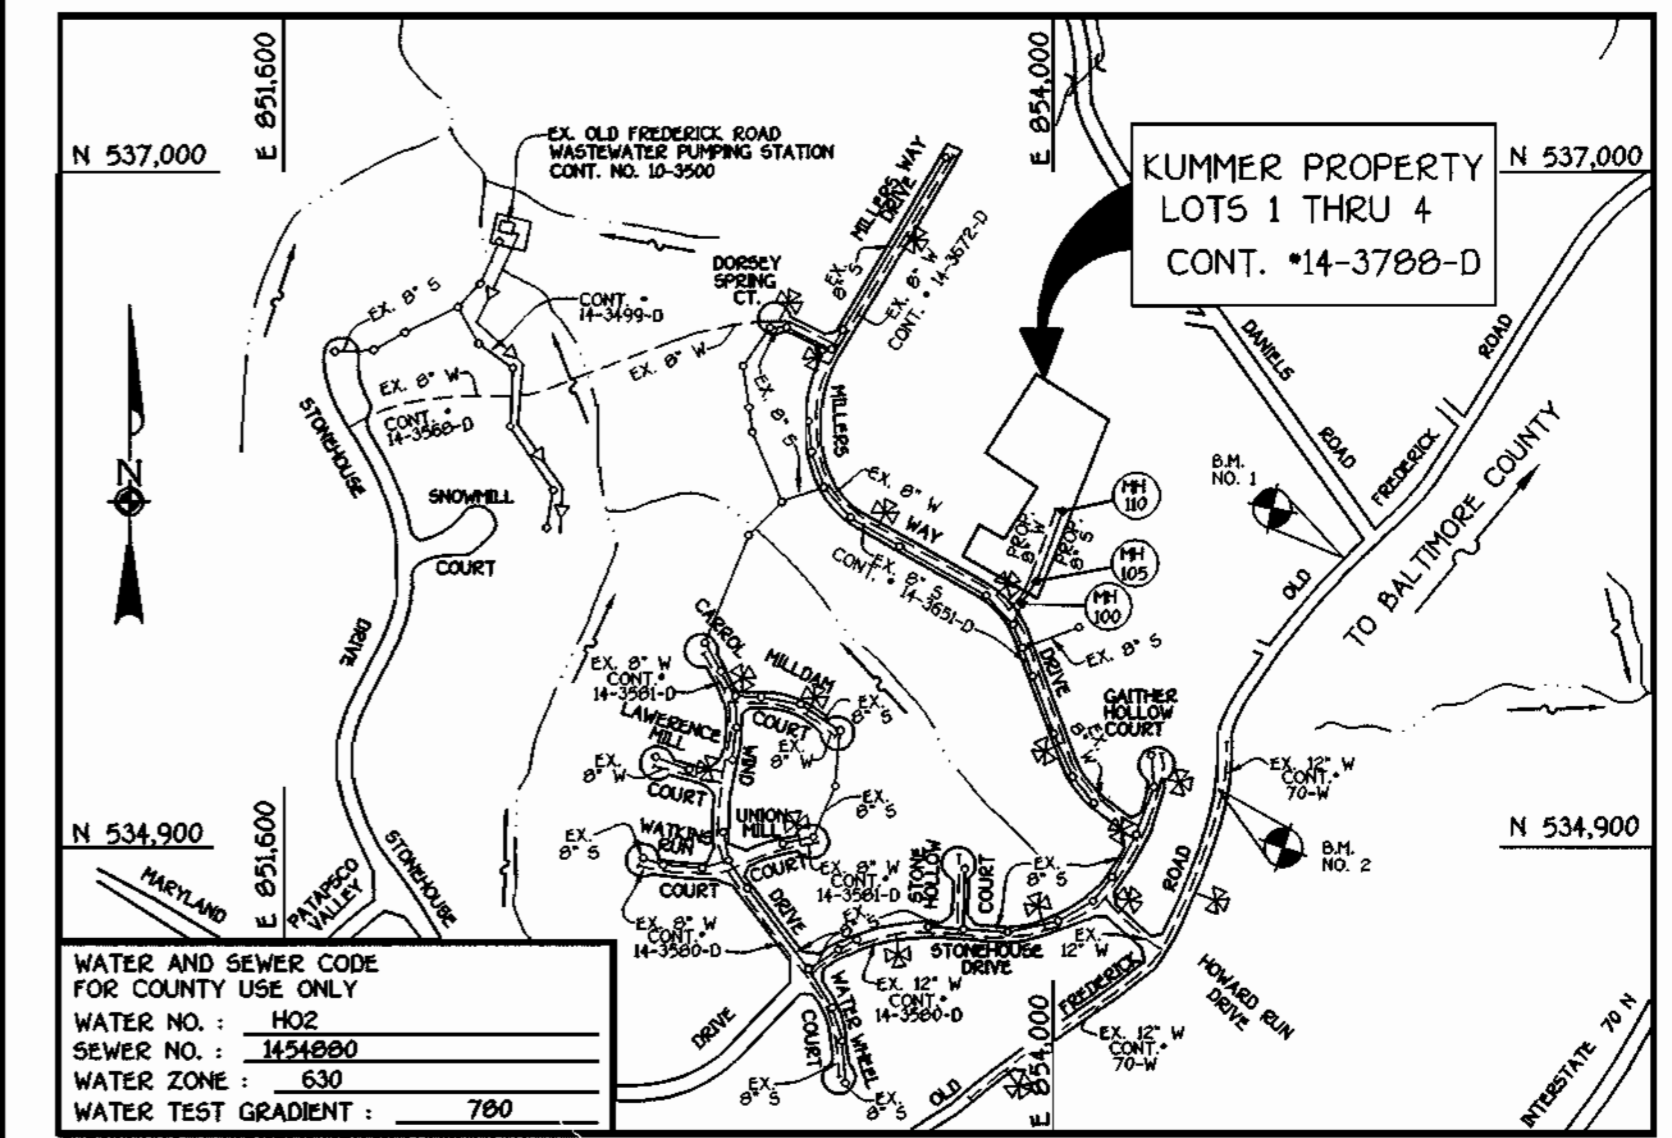 E 851,600
E 854,000
N 537,000
N 537,000
EX. OLD FREDERICK ROAD
WASTEWATER PUMPING STATION
CONT. NO. 10-3500
KUMMER PROPERTY
LOTS 1 THRU 4
CONT. #14-3788-D
MILLERS WAY
DRIVE
EX.
8" S
EX. 8" W
CONT. # 14-3672-D
DORSEY
SPRING
CT.
EX. 8" S
CONT. #
14-3499-D
EX. 8" W
EX. 8" W
CONT. #
14-3568-D
EX. 8" S
STONEHOUSE
DRIVE
SNOWMILL
COURT
N
MILLERS
WAY
DRIVE
EX. 8" W
EX. 8" S
CONT. # 14-3651-D
PROP.
8" W
PROP.
8" S
MH
110
MH
105
MH
100
EX. 8" S
DANIELS
ROAD
B.M.
NO. 1
OLD
FREDERICK
ROAD
TO BALTIMORE COUNTY
CARROL
MILLDAM
COURT
EX. 8" W
CONT. #
14-3581-D
EX.
8" S
EX.
8" W
LAWERENCE
MILL
COURT
EX.
8" W
WIND
DRIVE
EX.
8" S
UNION
MILL
COURT
WATKINS
RUN
COURT
EX.
8" S
EX. 8" W
CONT. #
14-3581-D
EX. 8" W
CONT. #
14-3580-D
GAITHER
HOLLOW
COURT
EX.
8" W
EX. 12" W
CONT. #
70-W
B.M.
NO. 2
N 534,900
N 534,900
E 851,600
MARYLAND
PATAPSCO
VALLEY
STONEHOUSE
DRIVE
STONE
HOLLOW
COURT
EX.
8" S
EX.
8" S
STONEHOUSE
DRIVE
EX.
12" W
EX. 12" W
CONT. #
14-3580-D
WATER WHEEL
COURT
EX.
8" S
EX.
8" S
ROAD
FREDERICK
OLD
HOWARD RUN
DRIVE
EX. 12" W
CONT. #
70-W
E 854,000
INTERSTATE 70 N
WATER AND SEWER CODE
FOR COUNTY USE ONLY
WATER NO. : HO2
SEWER NO. : 1454880
WATER ZONE : 630
WATER TEST GRADIENT : 780